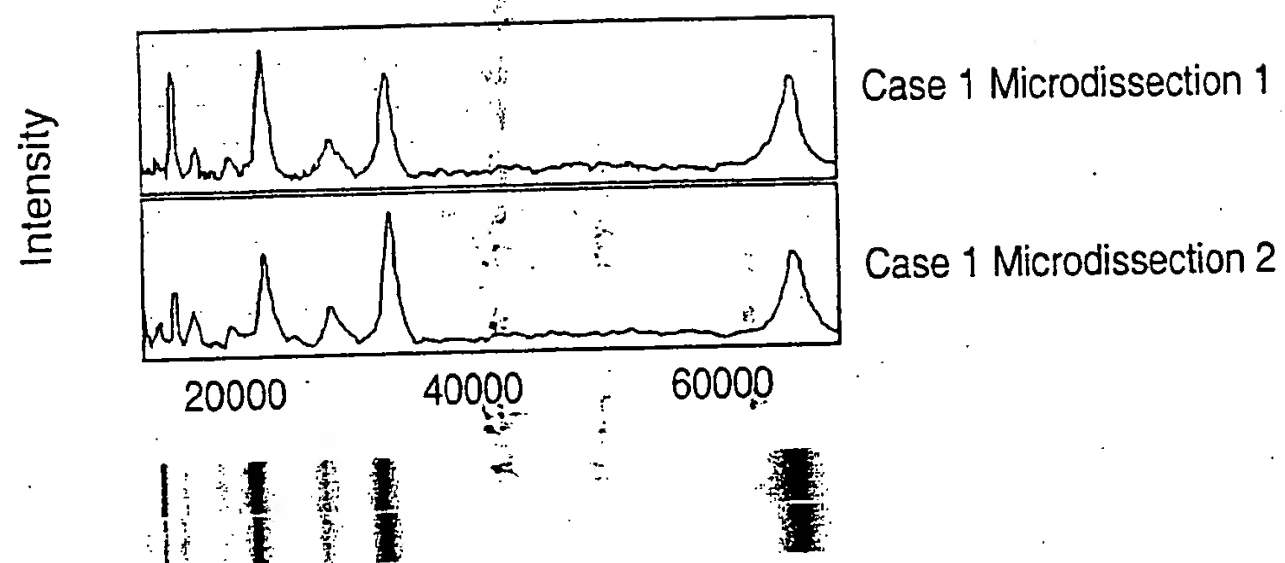 Intensity
Case 1 Microdissection 1
Case 1 Microdissection 2
20000 40000 60000